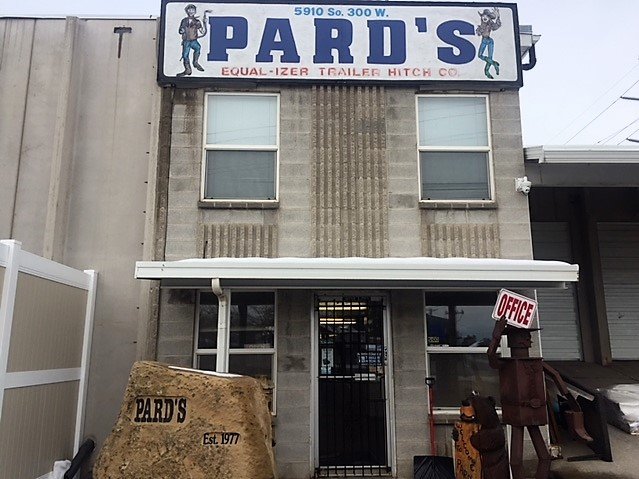 5910 So. 300 W.
PARD'S
EQUAL-IZER TRAILER HITCH CO.
OFFICE
PARD'S
Est. 1977